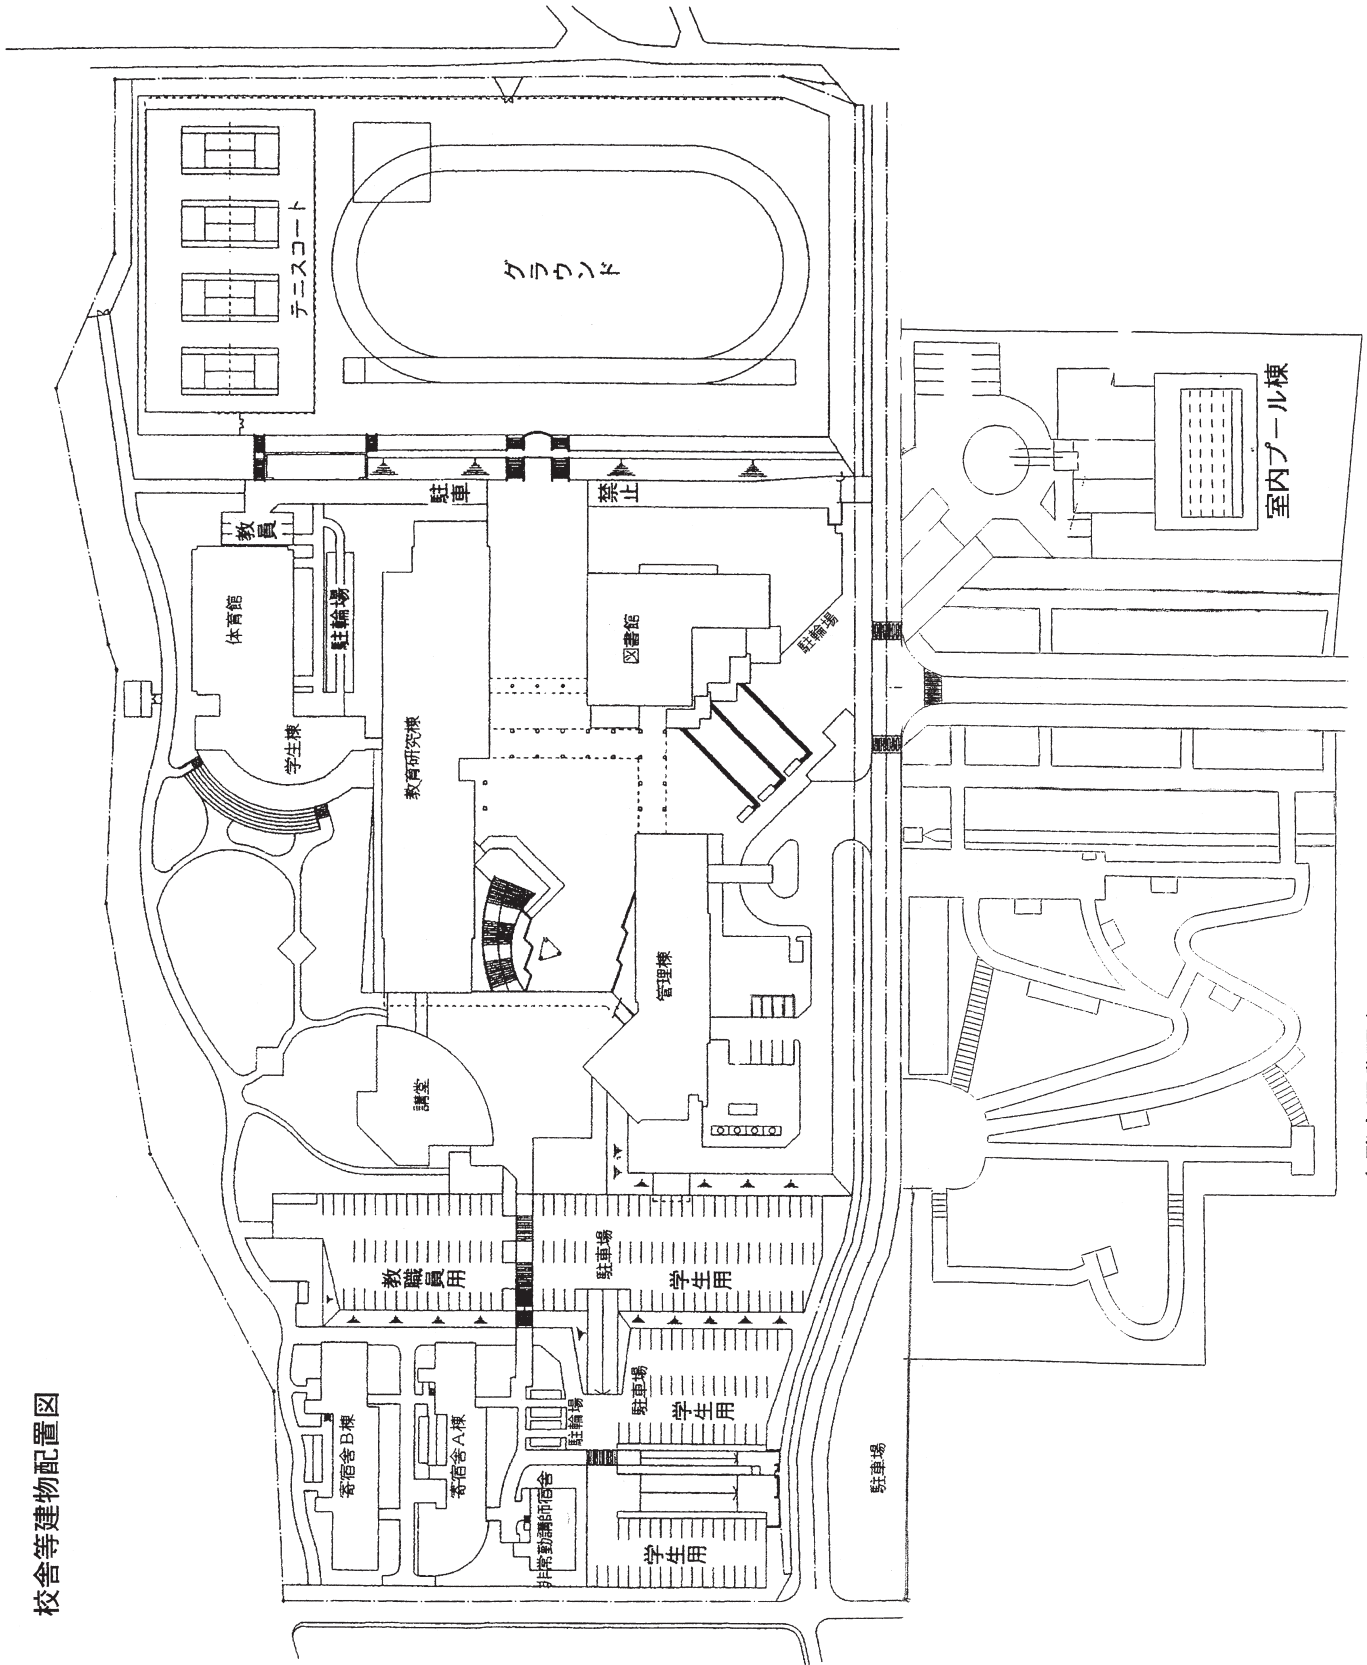 校舎等建物配置図
寄宿舎B棟
寄宿舎A棟
非常勤講師宿舎
駐輪場
学生用
駐車場
学生用
駐車場
教職員用
駐車場
学生用
講堂
管理棟
教育研究棟
学生棟
体育館
教員
駐輪場
図書館
駐輪場
駐車
禁止
テニスコート
グラウンド
室内プール棟